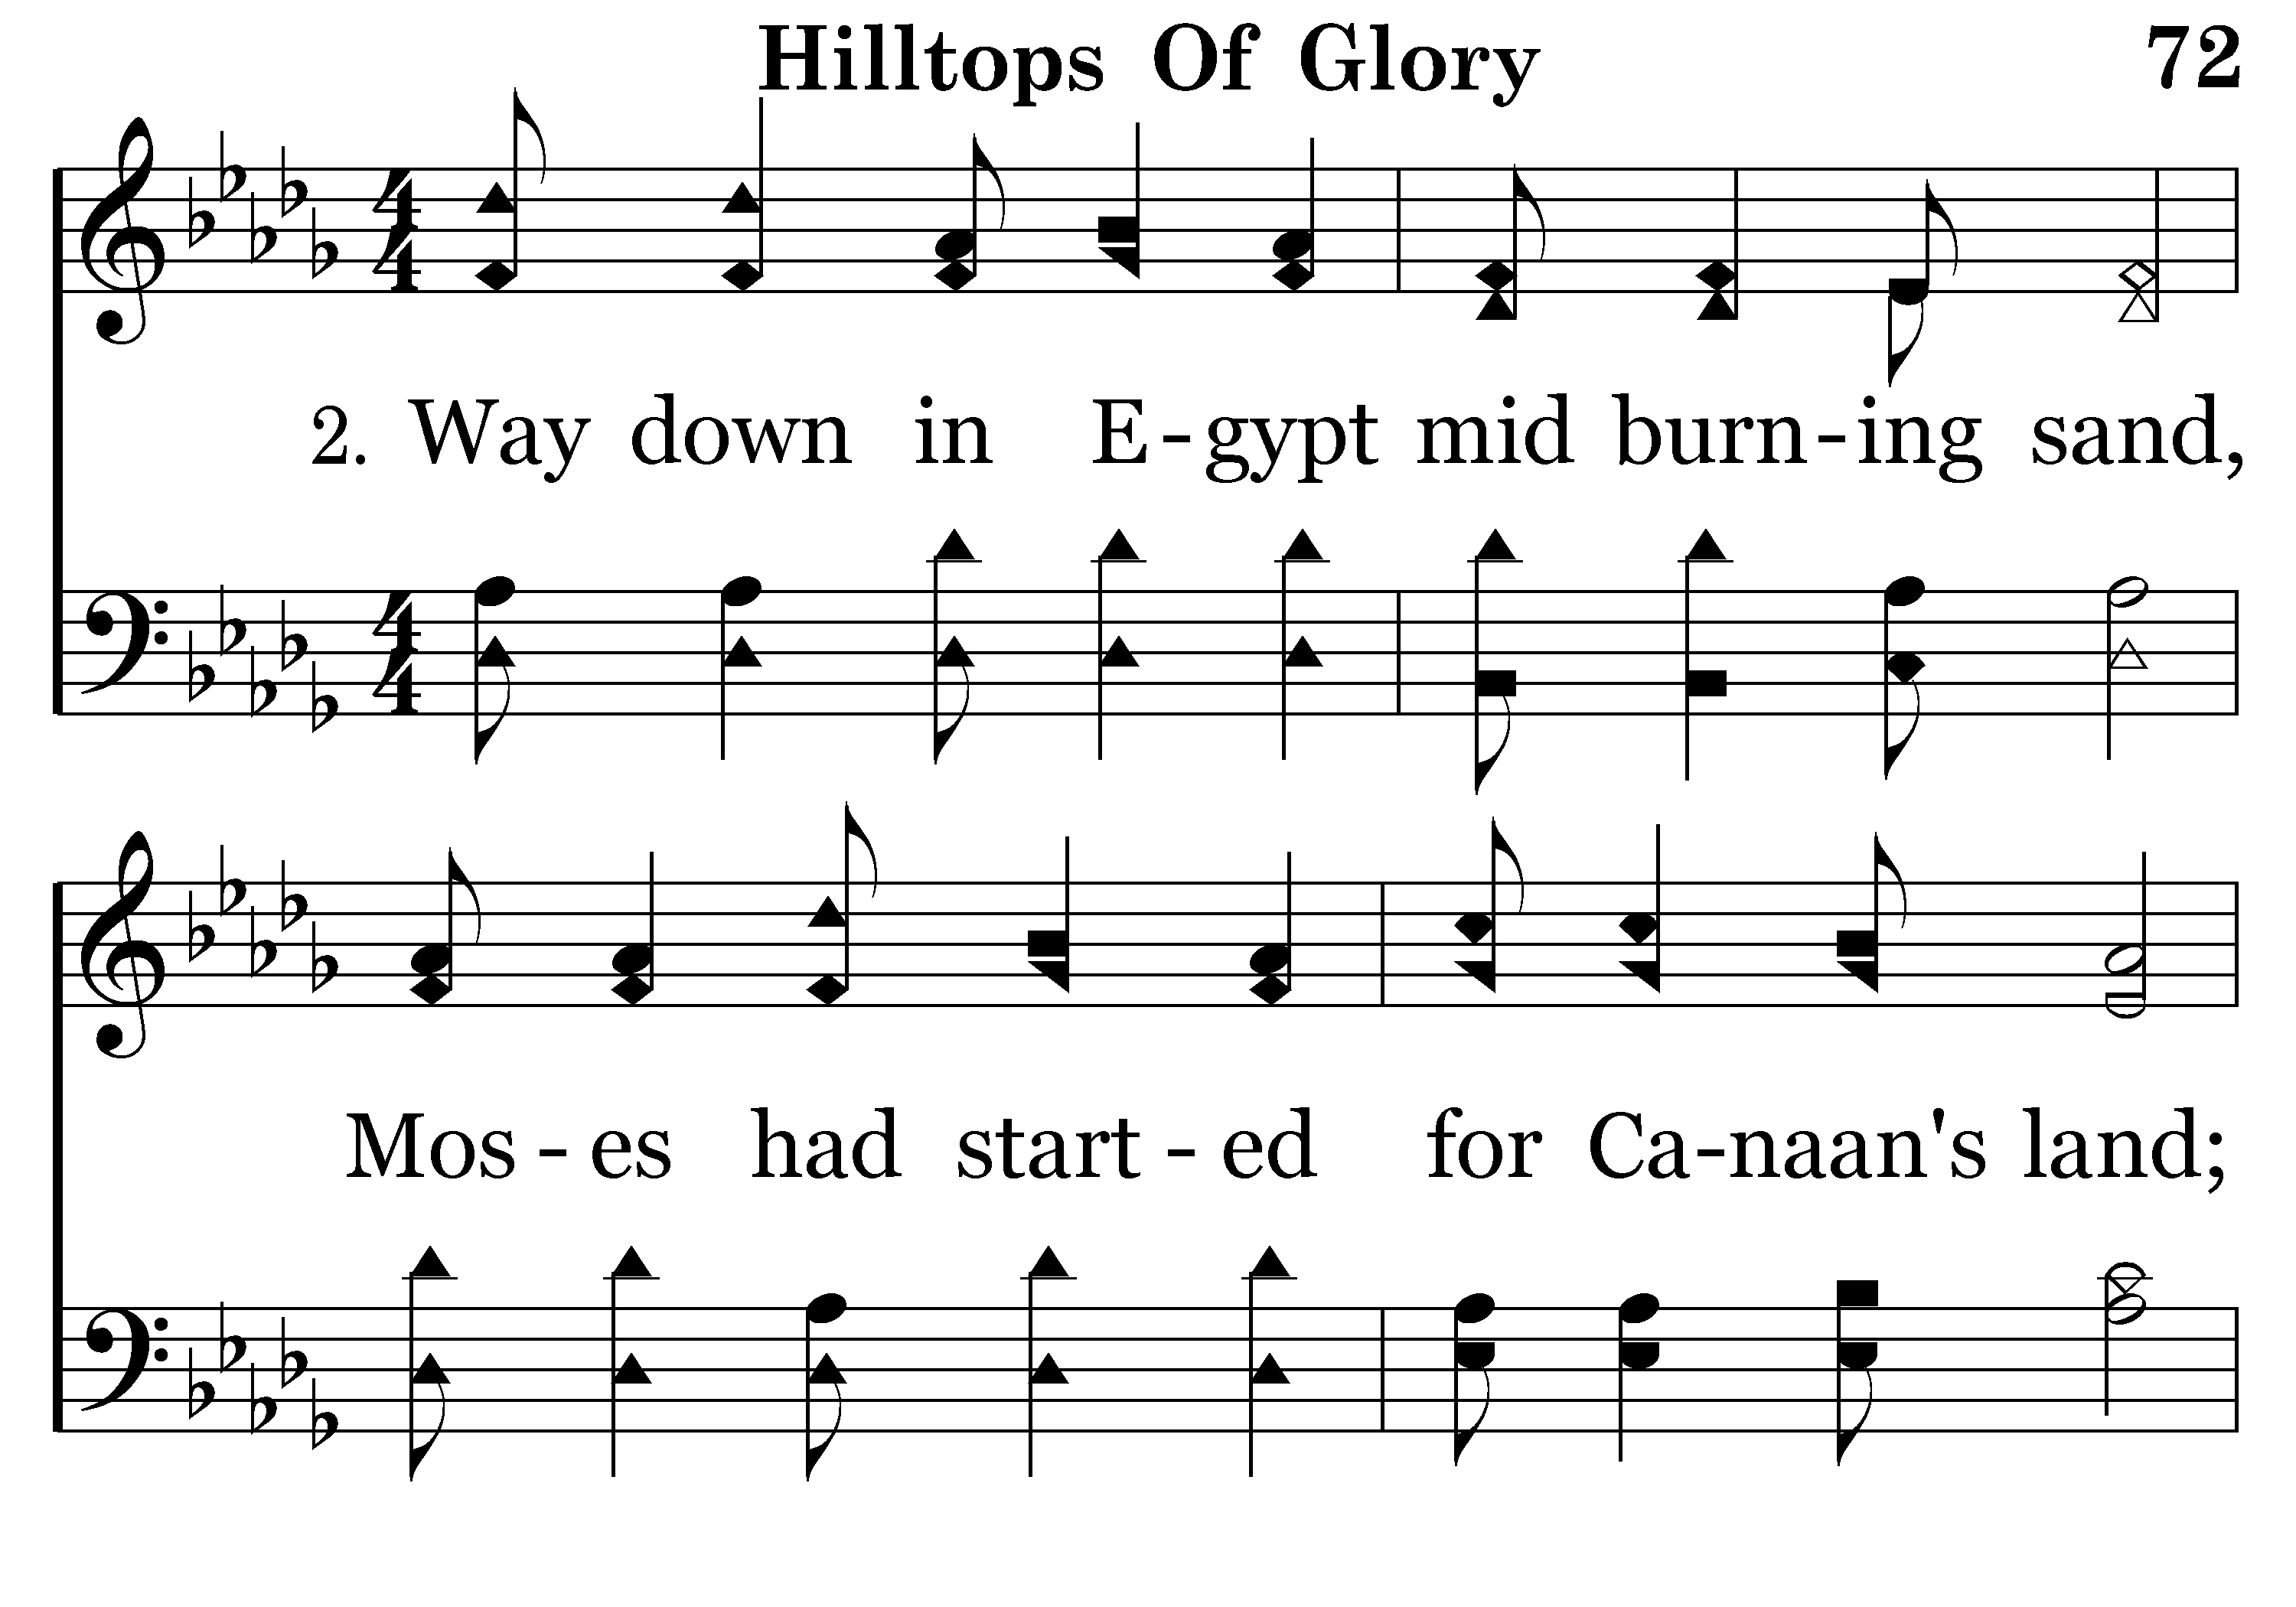 Hilltops Of Glory 72
2. Way down in E-gypt mid burn-ing sand,
Mos-es had start-ed for Ca-naan's land;